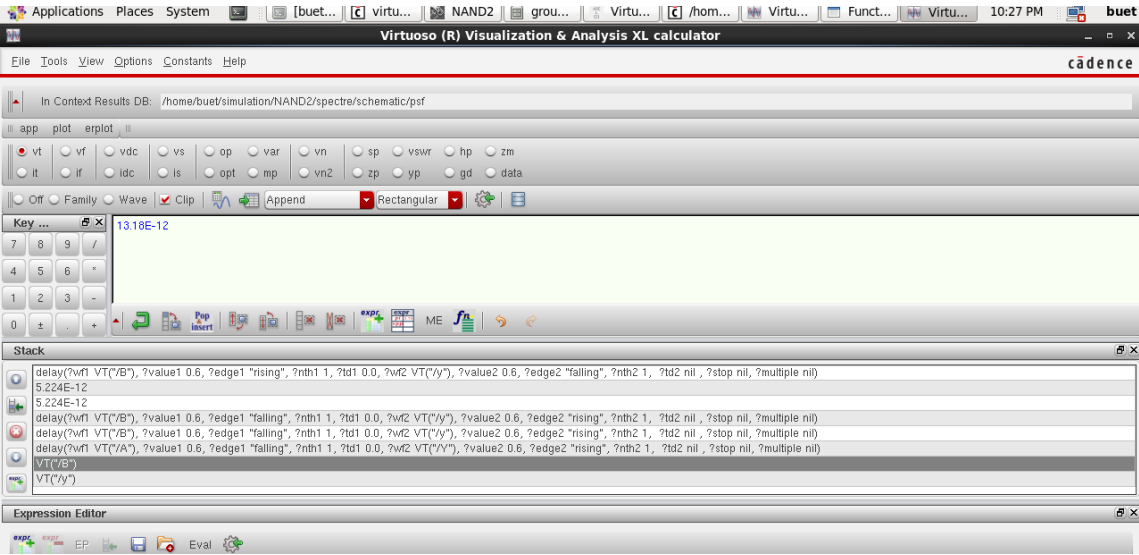 Applications Places System [buet... virtu... NAND2 grou... Virtu... /hom... Virtu... Funct... Virtu... 10:27 PM buet
Virtuoso (R) Visualization & Analysis XL calculator
File Tools View Options Constants Help cādence
In Context Results DB: /home/buet/simulation/NAND2/spectre/schematic/psf
app plot erplot
vt vf vdc vs op var vn sp vswr hp zm
it if idc is opt mp vn2 zp yp gd data
Off Family Wave Clip Append Rectangular
Key ...
13.18E-12
7 8 9 /
4 5 6 *
1 2 3 -
0 ± . +
Pop & insert expr expr ME fn
Stack
delay(?wf1 VT("/B"), ?value1 0.6, ?edge1 "rising", ?nth1 1, ?td1 0.0, ?wf2 VT("/y"), ?value2 0.6, ?edge2 "falling", ?nth2 1, ?td2 nil , ?stop nil, ?multiple nil)
5.224E-12
5.224E-12
delay(?wf1 VT("/B"), ?value1 0.6, ?edge1 "falling", ?nth1 1, ?td1 0.0, ?wf2 VT("/y"), ?value2 0.6, ?edge2 "rising", ?nth2 1, ?td2 nil , ?stop nil, ?multiple nil)
delay(?wf1 VT("/B"), ?value1 0.6, ?edge1 "falling", ?nth1 1, ?td1 0.0, ?wf2 VT("/y"), ?value2 0.6, ?edge2 "rising", ?nth2 1, ?td2 nil , ?stop nil, ?multiple nil)
delay(?wf1 VT("/A"), ?value1 0.6, ?edge1 "falling", ?nth1 1, ?td1 0.0, ?wf2 VT("/Y"), ?value2 0.6, ?edge2 "rising", ?nth2 1, ?td2 nil , ?stop nil, ?multiple nil)
VT("/B")
VT("/y")
expr
Expression Editor
expr expr EP Eval